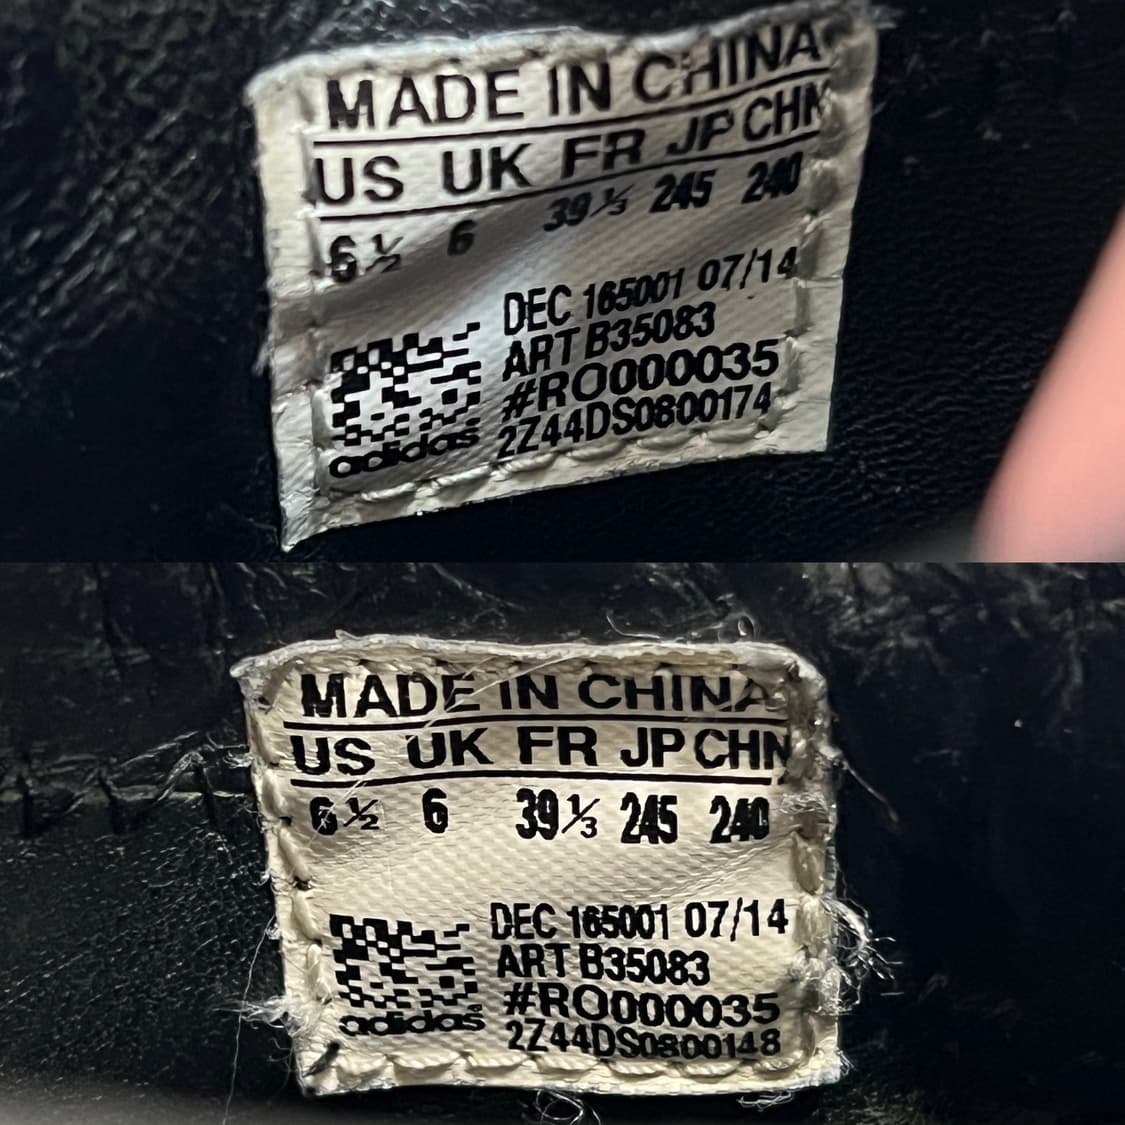 MADE IN CHINA
US UK FR JP CHN
6½ 6 39⅓ 245 240
DEC 165001 07/14
ART B35083
#RO000035
2Z44DS0800174
adidas
MADE IN CHINA
US UK FR JP CHN
6½ 6 39⅓ 245 240
DEC 165001 07/14
ART B35083
#RO000035
2Z44DS0800148
adidas